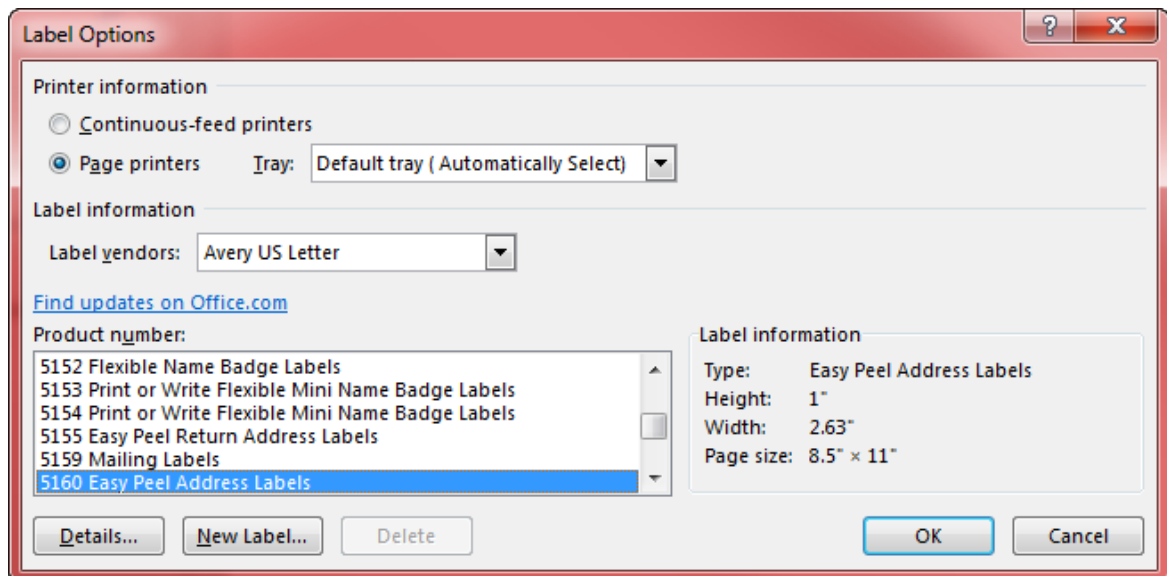 Label Options
Printer information
Continuous-feed printers
Page printers Tray: Default tray ( Automatically Select)
Label information
Label vendors: Avery US Letter
Find updates on Office.com
Product number:
5152 Flexible Name Badge Labels
5153 Print or Write Flexible Mini Name Badge Labels
5154 Print or Write Flexible Mini Name Badge Labels
5155 Easy Peel Return Address Labels
5159 Mailing Labels
5160 Easy Peel Address Labels
Label information
Type: Easy Peel Address Labels
Height: 1"
Width: 2.63"
Page size: 8.5" × 11"
Details... New Label... Delete OK Cancel